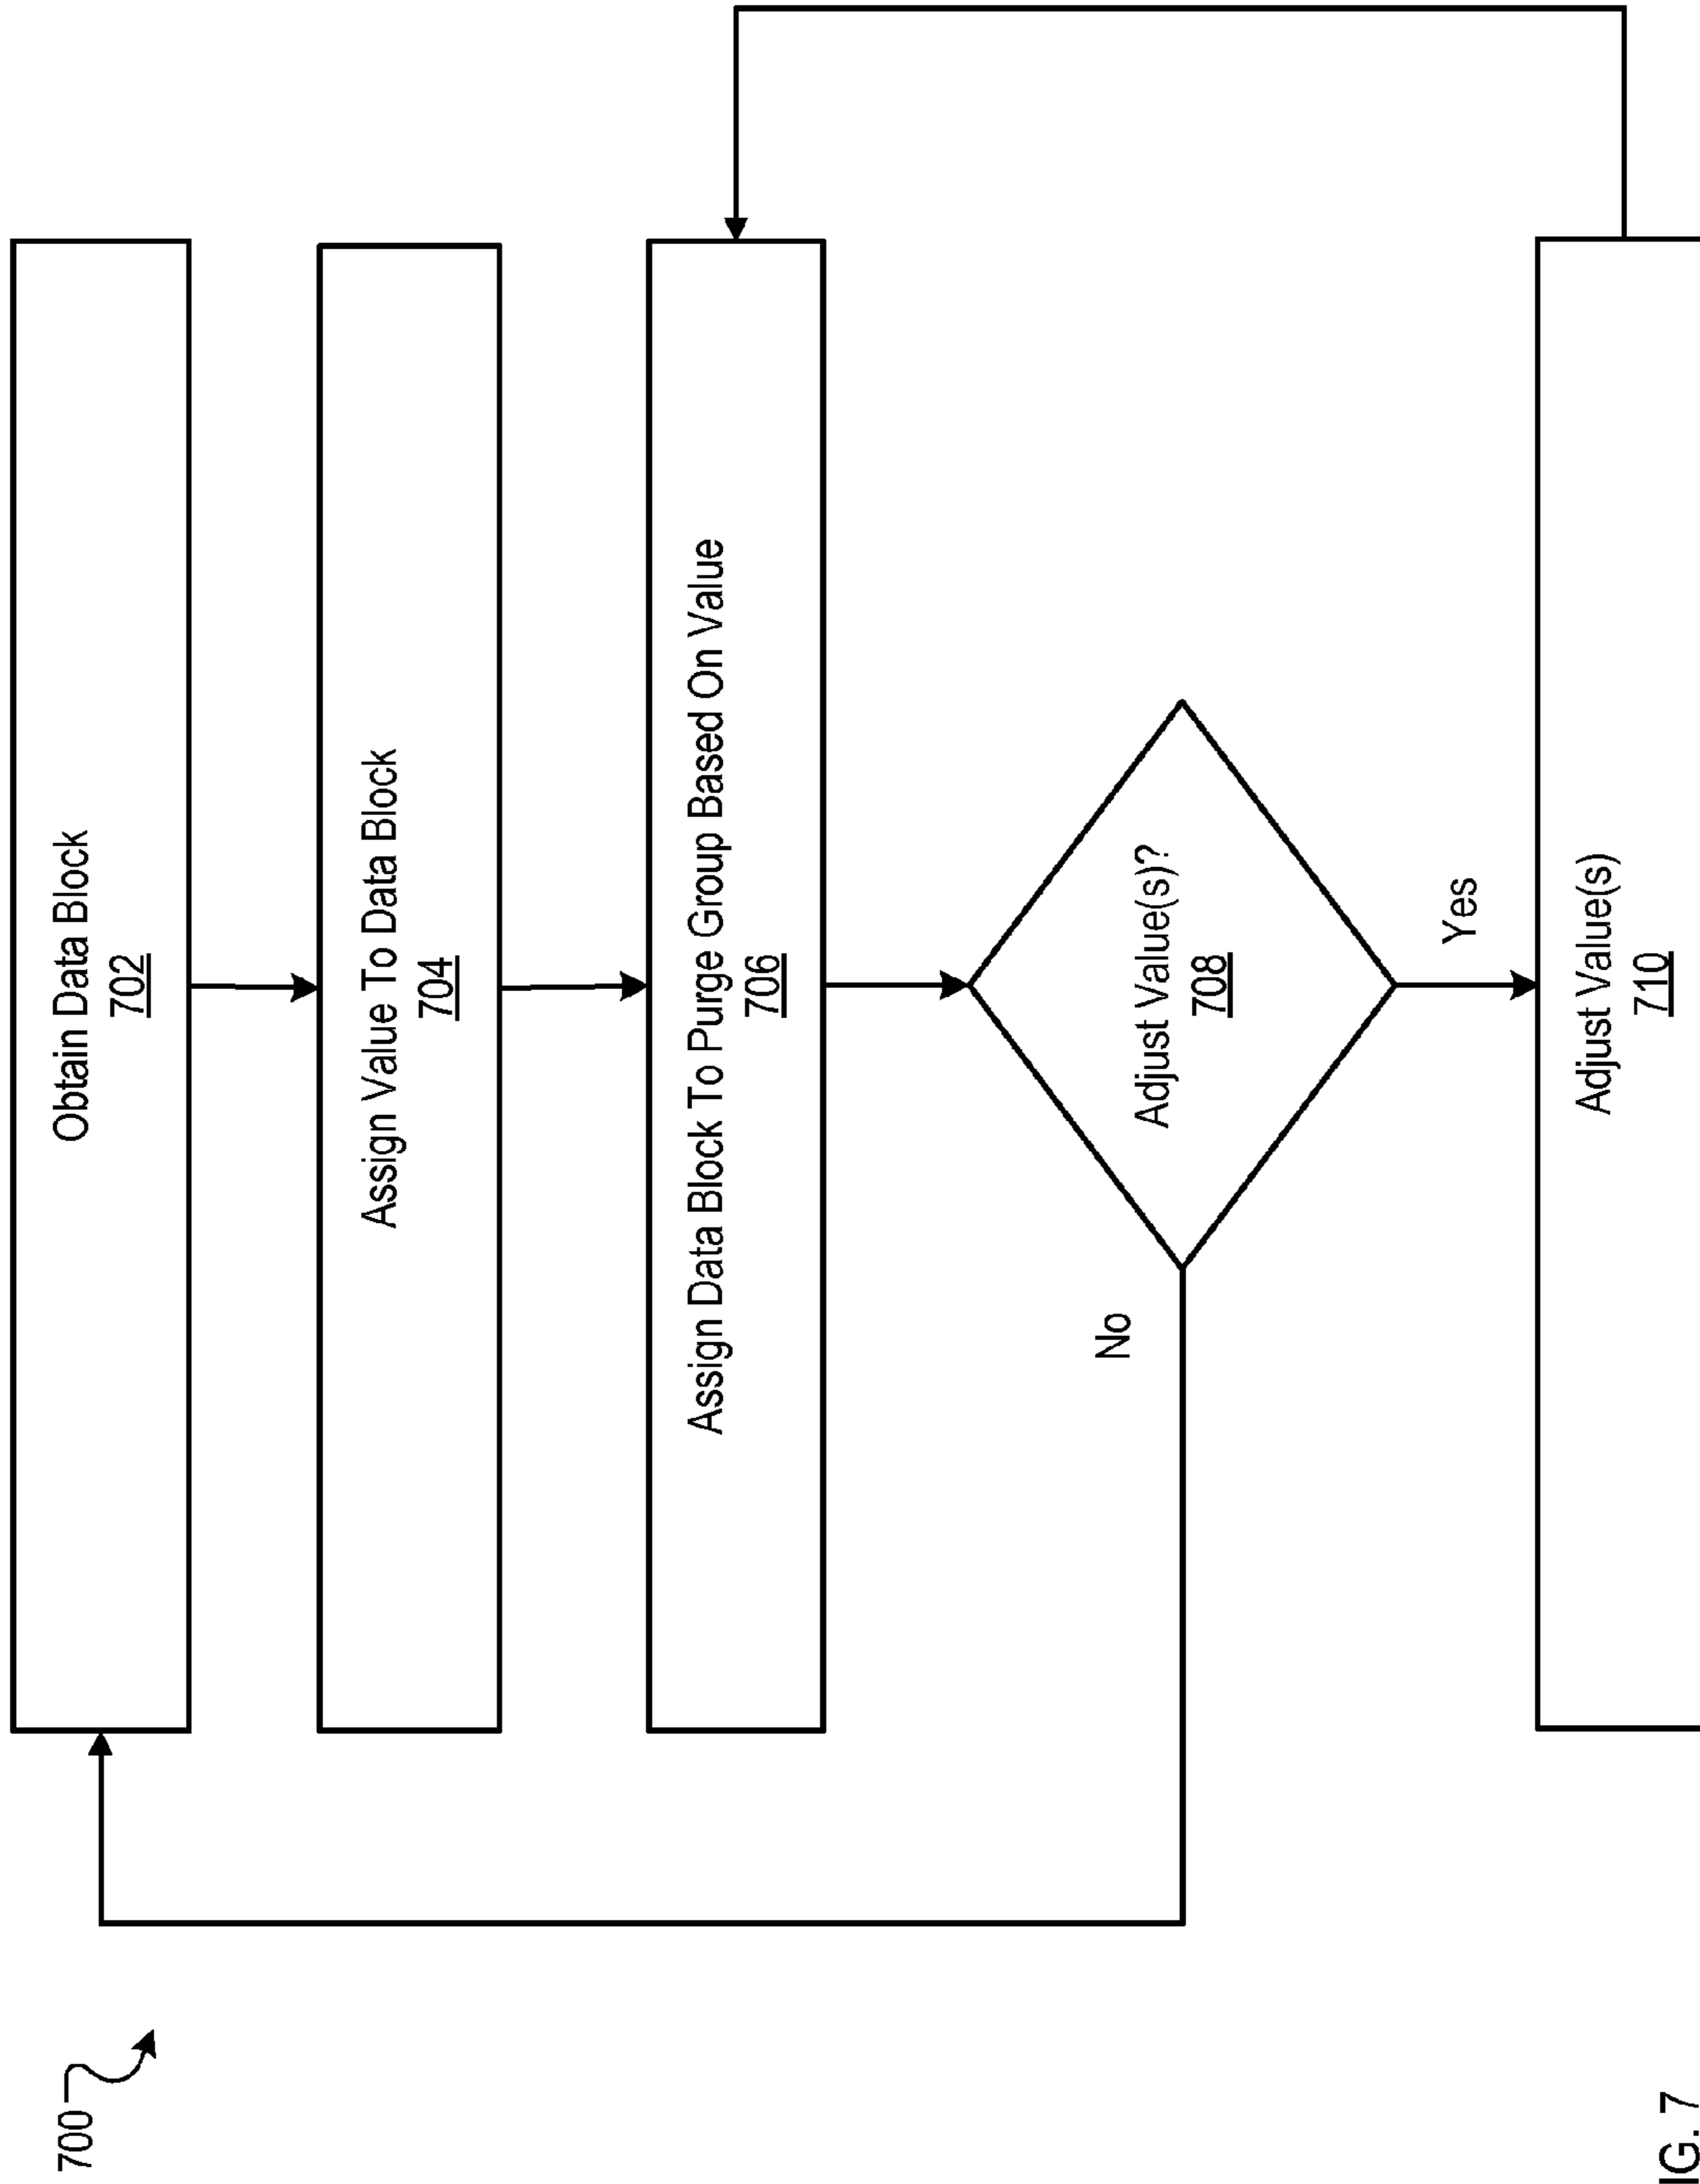 700
Obtain Data Block
702
Assign Value To Data Block
704
Assign Data Block To Purge Group Based On Value
706
Adjust Value(s)?
708
No
Yes
Adjust Value(s)
710
IG. 7